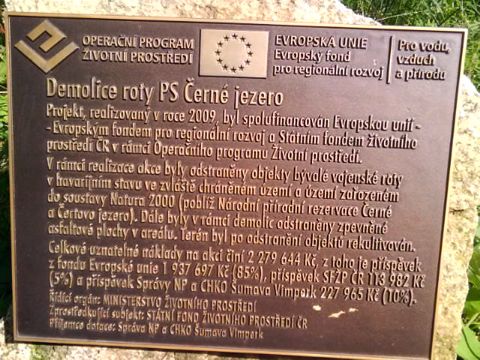 OPERAČNÍ PROGRAM
ŽIVOTNÍ PROSTŘEDÍ
EVROPSKÁ UNIE
Evropský fond
pro regionální rozvoj
Pro vodu,
vzduch
a přírodu
Demolice roty PS Černé jezero
Projekt, realizovaný v roce 2009, byl spolufinancován Evropskou unií -
- Evropským fondem pro regionální rozvoj a Státním fondem životního
prostředí ČR v rámci Operačního programu Životní prostředí.
V rámci realizace akce byly odstraněny objekty bývalé vojenské roty
v havarijním stavu ve zvláště chráněném území a území zařazeném
do soustavy Natura 2000 (poblíž Národní přírodní rezervace Černé
a Čertovo jezero). Dále byly v rámci demolic odstraněny zpevněné
asfaltové plochy v areálu. Terén byl po odstranění objektů rekultivován.
Celkové uznatelné náklady na akci činí 2 279 644 Kč, z toho je příspěvek
z Fondu Evropské unie 1 937 697 Kč (85%), příspěvek SFŽP ČR 113 982 Kč
(5%) a příspěvek Správy NP a CHKO Šumava Vimperk 227 965 Kč (10%).
Řídící orgán: MINISTERSTVO ŽIVOTNÍHO PROSTŘEDÍ
Zprostředkující subjekt: STÁTNÍ FOND ŽIVOTNÍHO PROSTŘEDÍ ČR
Příjemce dotace: Správa NP a CHKO Šumava Vimperk